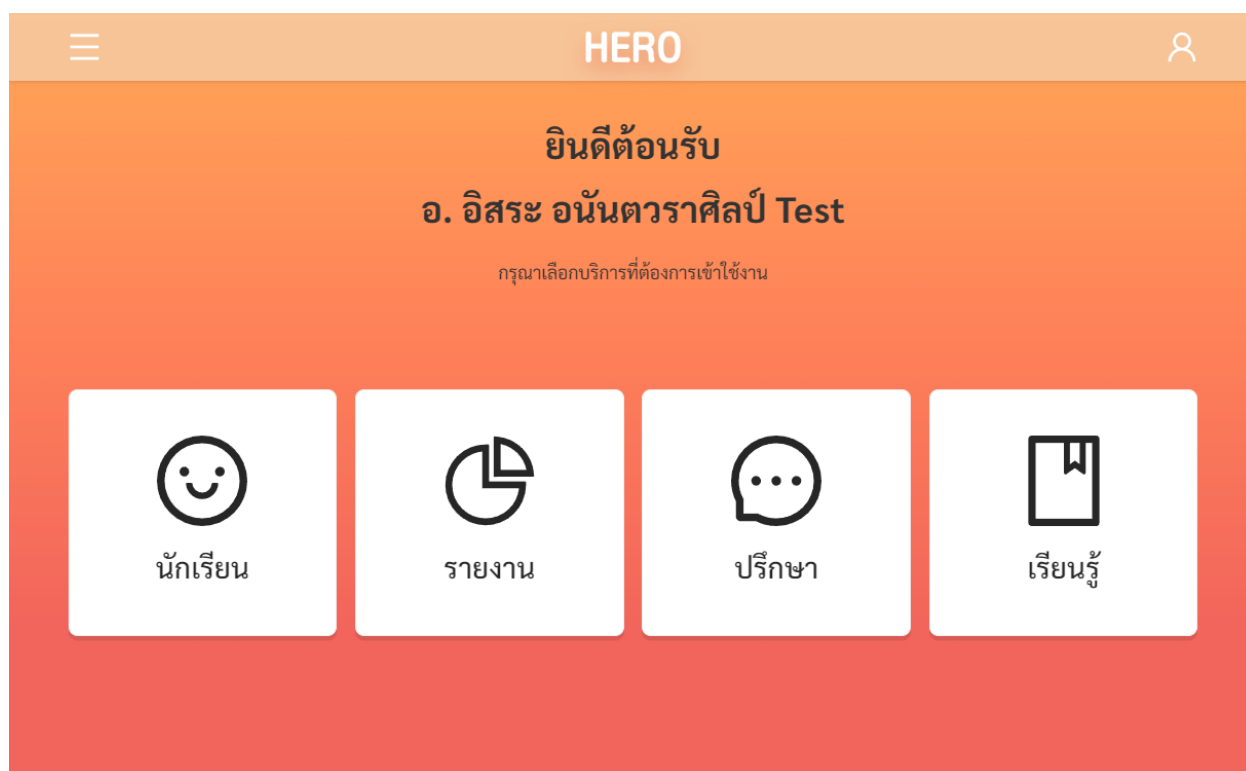 HERO
ยินดีต้อนรับ
อ. อิสระ อนันตวราศิลป์ Test
กรุณาเลือกบริการที่ต้องการเข้าใช้งาน
นักเรียน
รายงาน
ปรึกษา
เรียนรู้